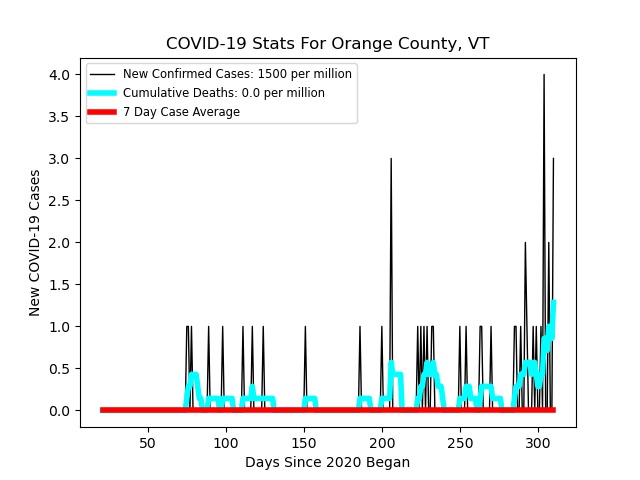 COVID-19 Stats For Orange County, VT
New Confirmed Cases: 1500 per million
Cumulative Deaths: 0.0 per million
7 Day Case Average
New COVID-19 Cases
4.0
3.5
3.0
2.5
2.0
1.5
1.0
0.5
0.0
50 100 150 200 250 300
Days Since 2020 Began